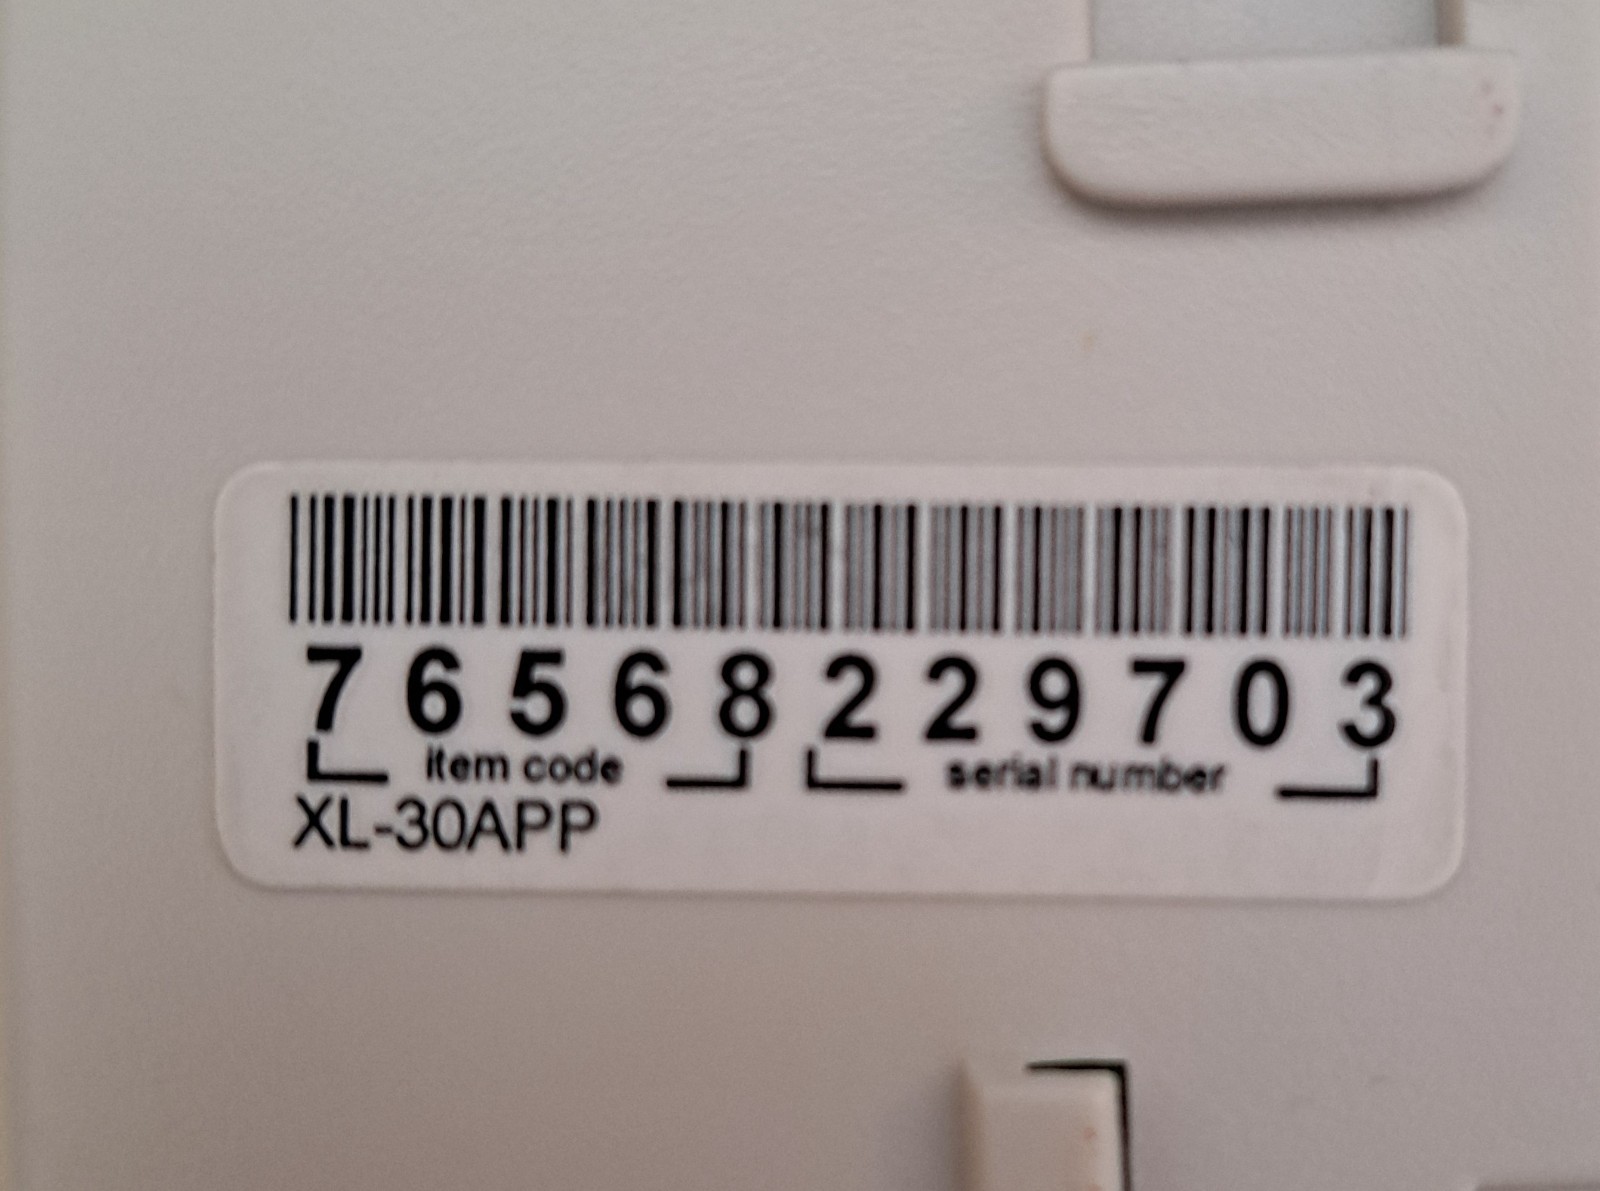 7 6 5 6 8 2 2 9 7 0 3
item code serial number
XL-30APP